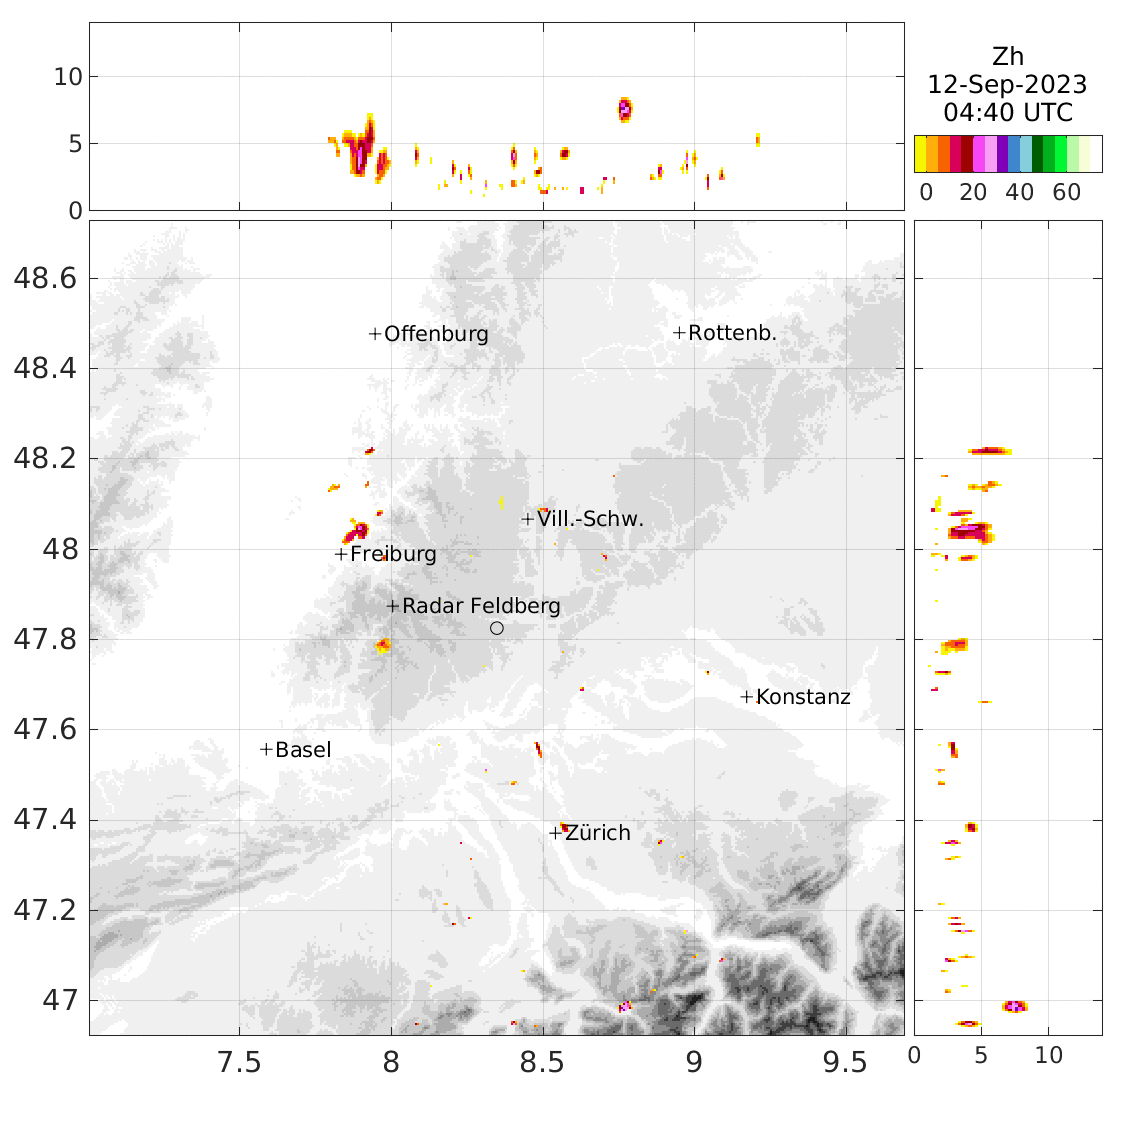 Zh
12-Sep-2023
04:40 UTC
10
5
0
0 20 40 60
48.6
Offenburg
Rottenb.
48.4
48.2
Vill.-Schw.
48
Freiburg
Radar Feldberg
47.8
Konstanz
47.6
Basel
47.4
Zürich
47.2
47
7.5 8 8.5 9 9.5
0 5 10